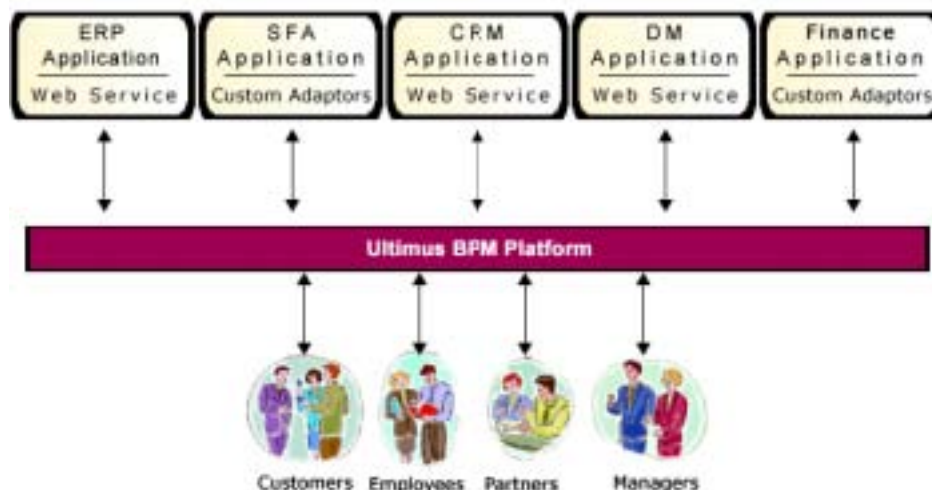 ERP
Application
Web Service
SFA
Application
Custom Adaptors
CRM
Application
Web Service
DM
Application
Web Service
Finance
Application
Custom Adaptors
Ultimus BPM Platform
Customers
Employees
Partners
Managers